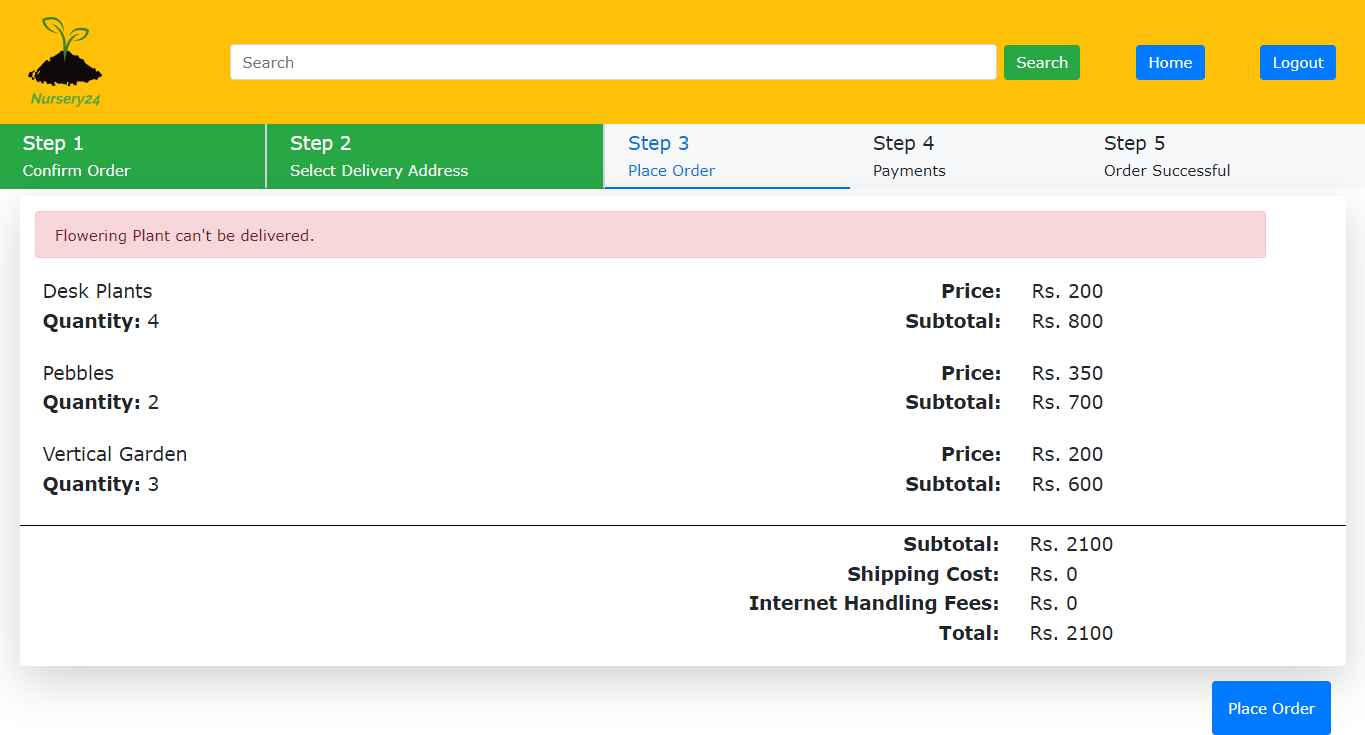 Nursery24
Search Search Home Logout
Step 1 Step 2 Step 3 Step 4 Step 5
Confirm Order Select Delivery Address Place Order Payments Order Successful
Flowering Plant can't be delivered.
Desk Plants Price: Rs. 200
Quantity: 4 Subtotal: Rs. 800
Pebbles Price: Rs. 350
Quantity: 2 Subtotal: Rs. 700
Vertical Garden Price: Rs. 200
Quantity: 3 Subtotal: Rs. 600
Subtotal: Rs. 2100
Shipping Cost: Rs. 0
Internet Handling Fees: Rs. 0
Total: Rs. 2100
Place Order